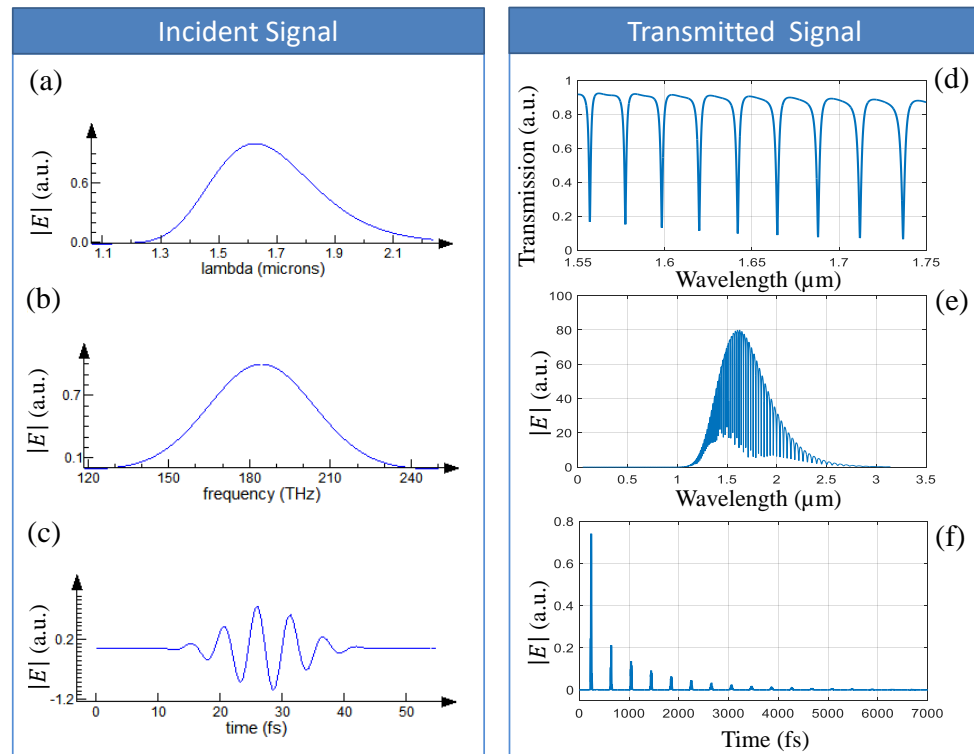 Incident Signal
(a)
|E| (a.u.)
0.6
0.0
1.1 1.3 1.5 1.7 1.9 2.1
lambda (microns)
(b)
|E| (a.u.)
0.7
0.1
120 150 180 210 240
frequency (THz)
(c)
|E| (a.u.)
0.2
-1.2
0 20 40
time (fs)
Transmitted Signal
(d)
Transmission (a.u.)
1
0.8
0.6
0.4
0.2
0
1.55 1.6 1.65 1.7 1.75
Wavelength (µm)
(e)
|E| (a.u.)
100
80
60
40
20
0
0 0.5 1 1.5 2 2.5 3 3.5
Wavelength (µm)
(f)
|E| (a.u.)
0.8
0.6
0.4
0.2
0
0 1000 2000 3000 4000 5000 6000 7000
Time (fs)